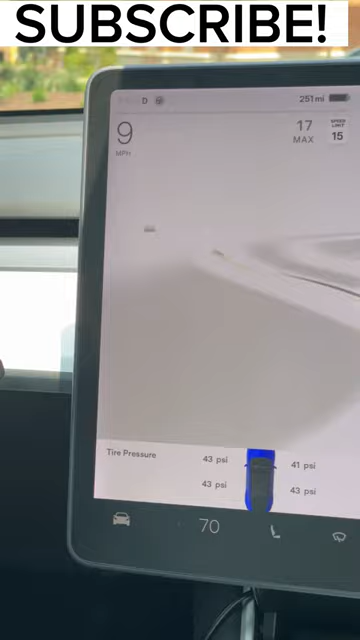 SUBSCRIBE!
D
251 mi
9
MPH
17
MAX
SPEED
LIMIT
15
Tire Pressure
43 psi
41 psi
43 psi
43 psi
70